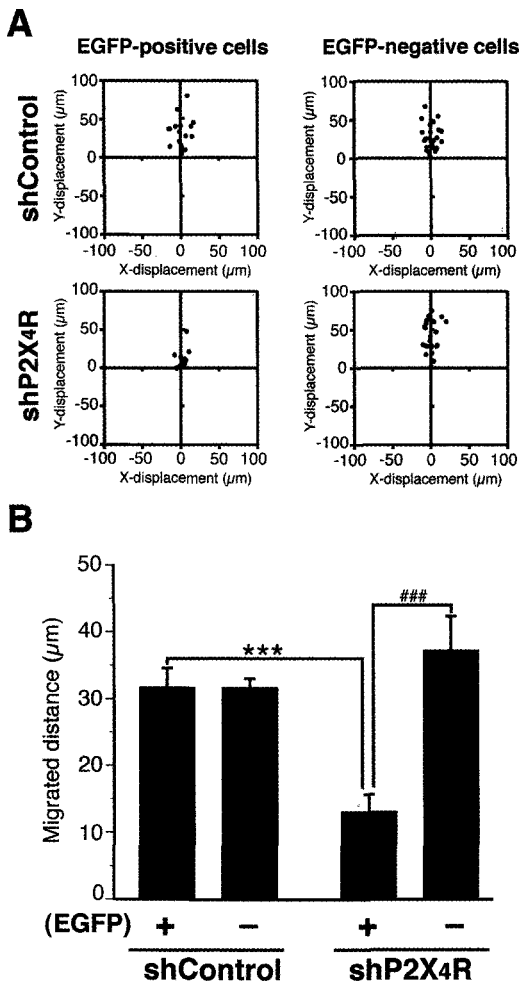 A
EGFP-positive cells
EGFP-negative cells
shControl
Y-displacement (µm)
100
50
0
-50
-100
-100 -50 0 50 100
X-displacement (µm)
Y-displacement (µm)
100
50
0
-50
-100
-100 -50 0 50 100
X-displacement (µm)
shP2X4R
Y-displacement (µm)
100
50
0
-50
-100
-100 -50 0 50 100
X-displacement (µm)
Y-displacement (µm)
100
50
0
-50
-100
-100 -50 0 50 100
X-displacement (µm)
B
Migrated distance (µm)
50
40
30
20
10
0
***
###
(EGFP) + − + −
shControl shP2X4R